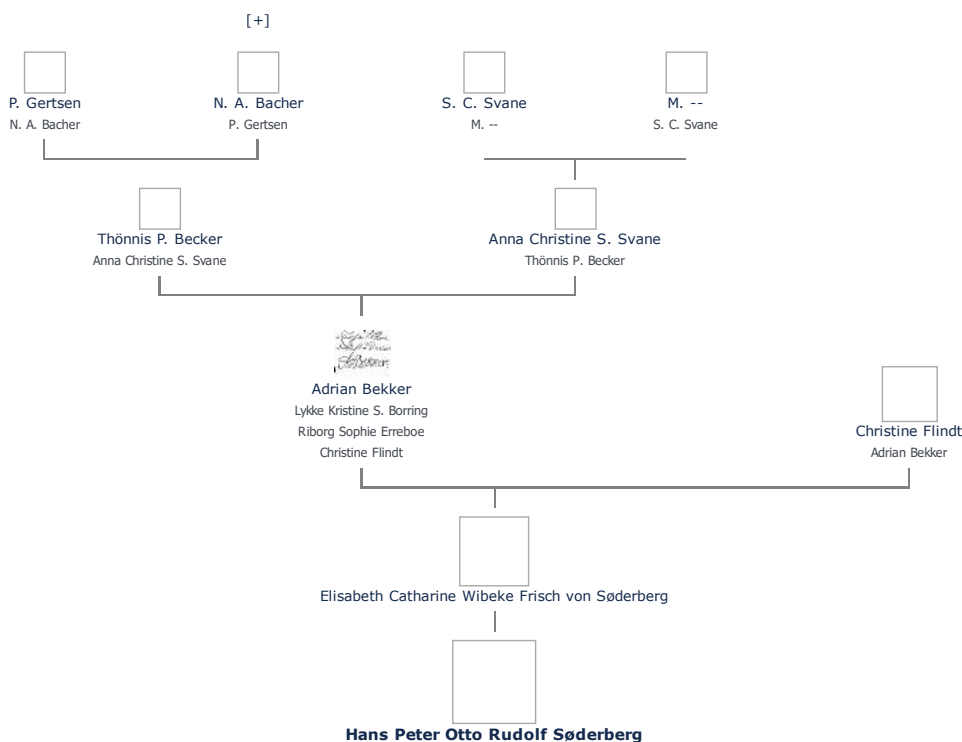 [+]
P. Gertsen
N. A. Bacher
N. A. Bacher
P. Gertsen
S. C. Svane
M. --
M. --
S. C. Svane
Thönnis P. Becker
Anna Christine S. Svane
Anna Christine S. Svane
Thönnis P. Becker
Adrian Bekker
Lykke Kristine S. Borring
Riborg Sophie Erreboe
Christine Flindt
Christine Flindt
Adrian Bekker
Elisabeth Catharine Wibeke Frisch von Søderberg
Hans Peter Otto Rudolf Søderberg